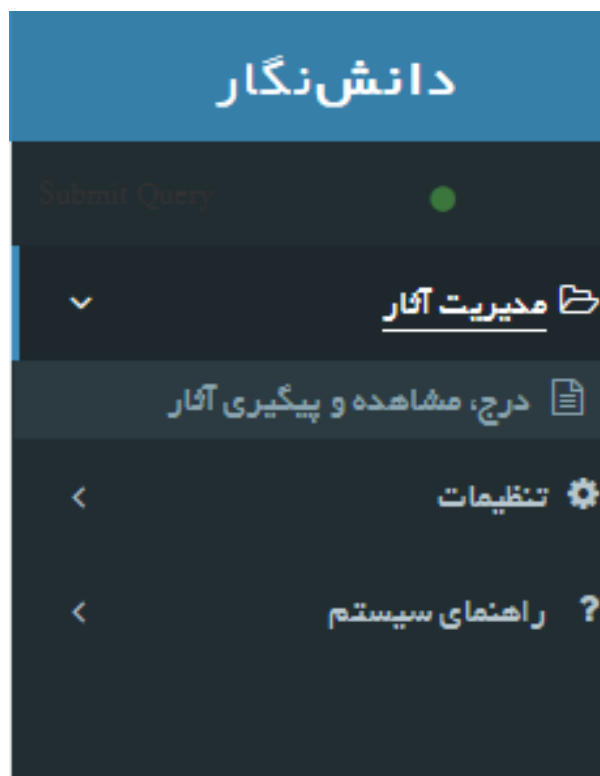 دانش‌نگار
Submit Query
مدیریت آثار
درج، مشاهده و پیگیری آثار
تنظیمات
? راهنمای سیستم